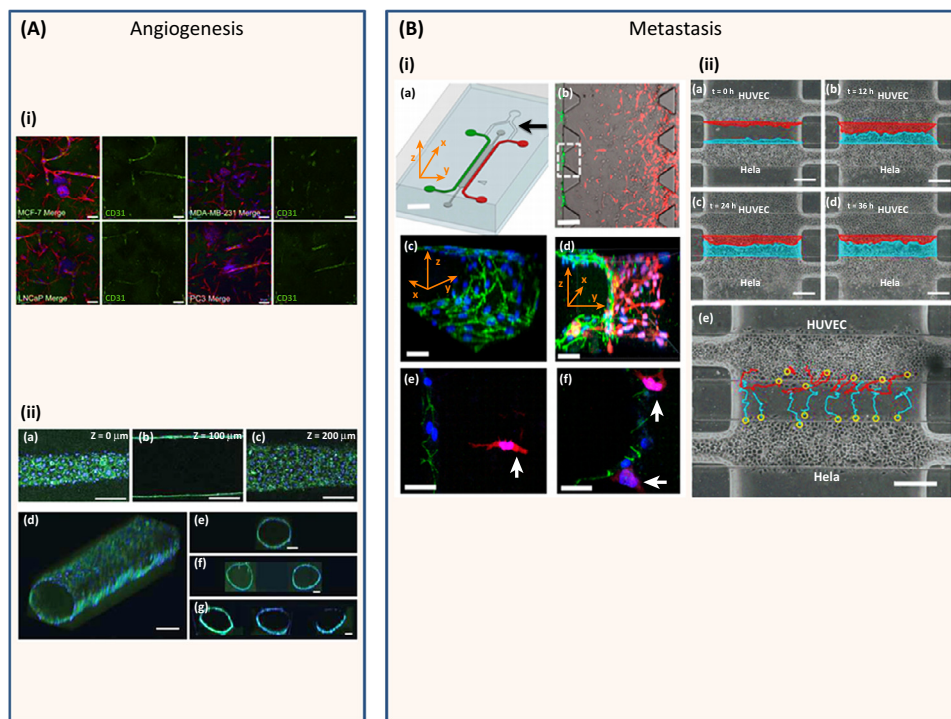 (A) Angiogenesis
(i)
MCF-7 Merge
CD31
MDA-MB-231 Merge
CD31
LNCaP Merge
CD31
PC3 Merge
CD31
(ii)
(a) Z = 0 μm
(b) Z = 100 μm
(c) Z = 200 μm
(d)
(e)
(f)
(g)
(B) Metastasis
(i)
(a)
z
x
y
(b)
(c)
z
x
y
(d)
z
x
y
(e)
(f)
(ii)
(a) t = 0 h HUVEC
Hela
(b) t = 12 h HUVEC
Hela
(c) t = 24 h HUVEC
Hela
(d) t = 36 h HUVEC
Hela
(e)
HUVEC
Hela